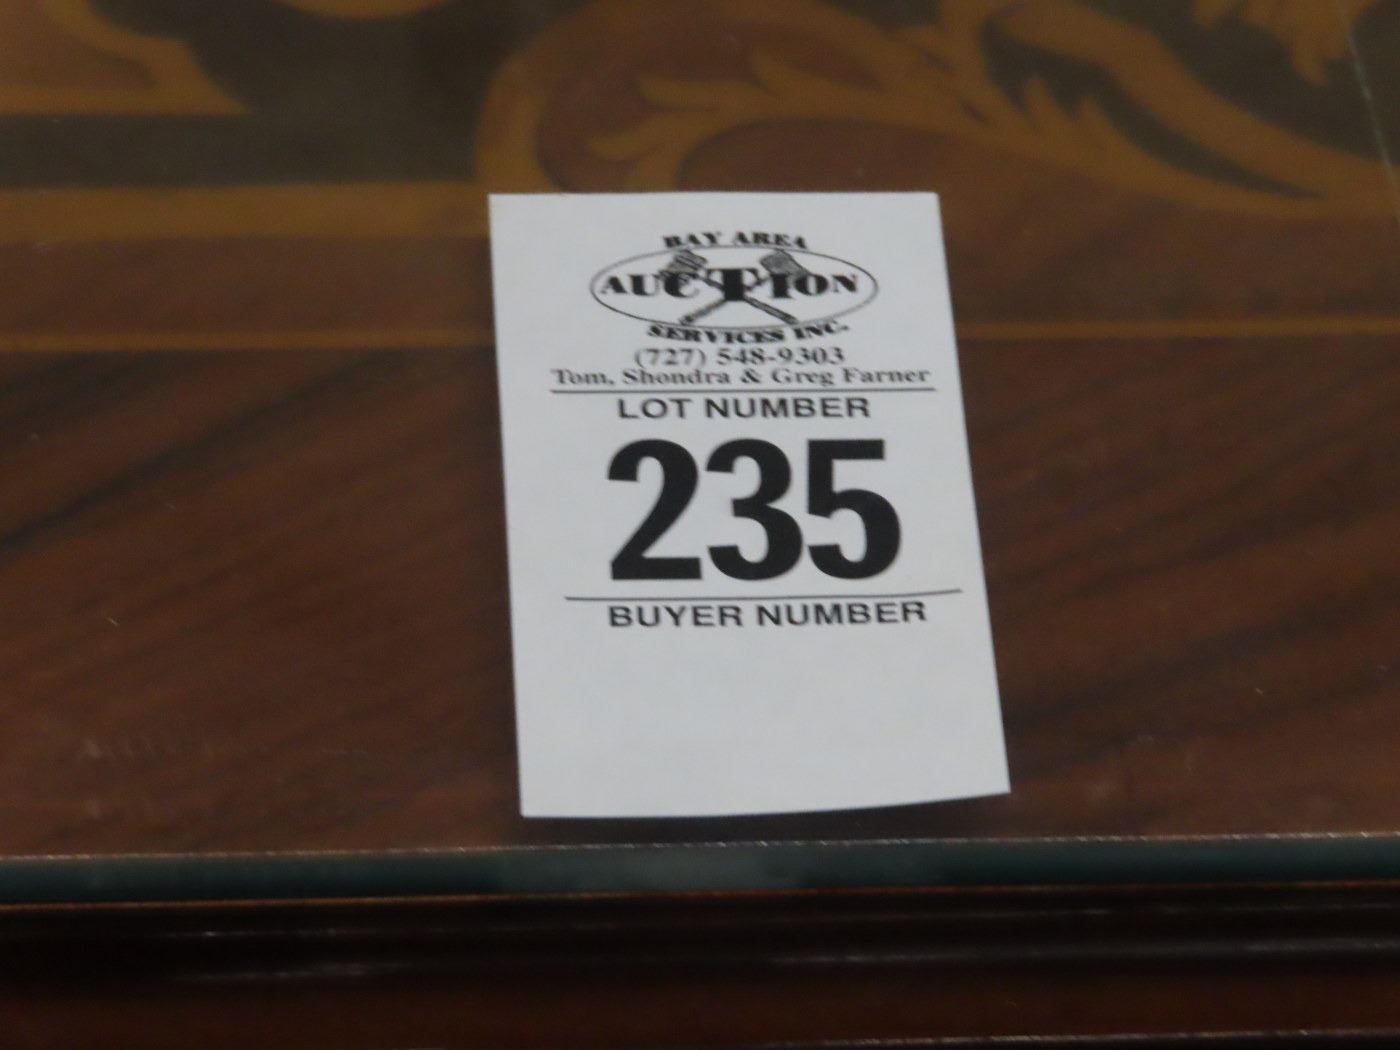 BAY AREA
AUCTION
SERVICES INC.
(727) 548-9303
Tom, Shondra & Greg Farner
LOT NUMBER
235
BUYER NUMBER